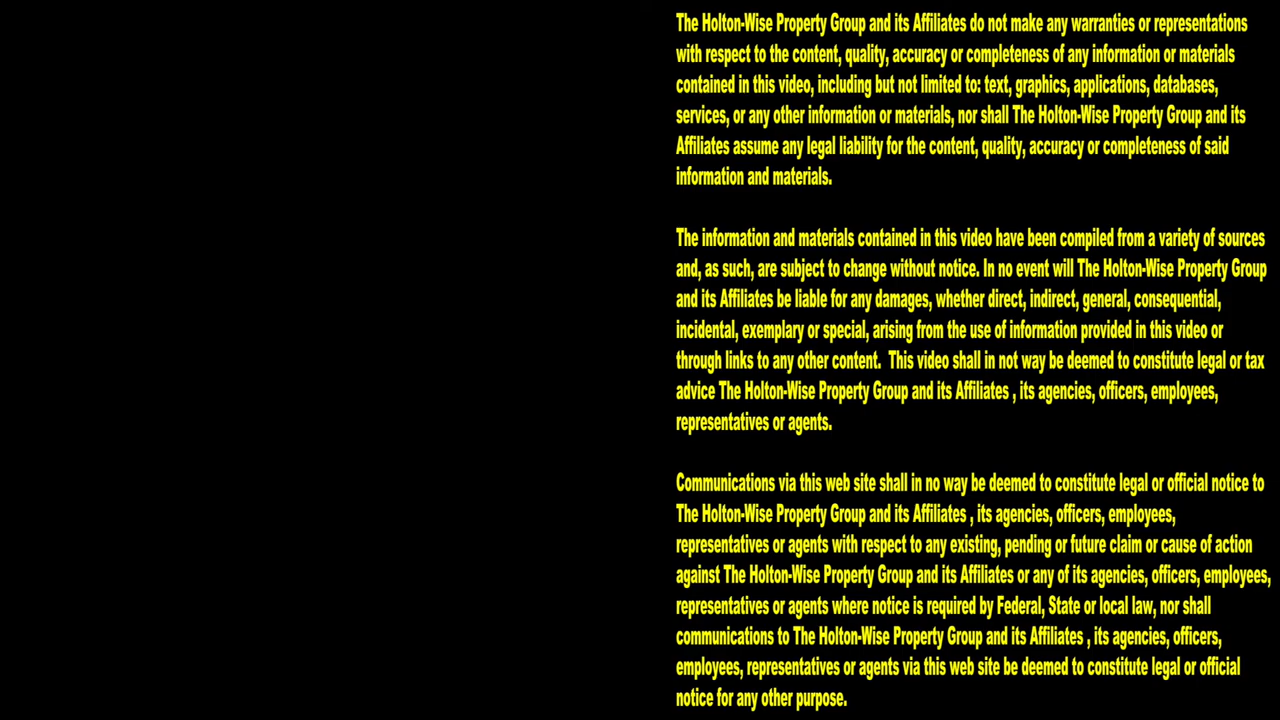 The Holton-Wise Property Group and its Affiliates do not make any warranties or representations
with respect to the content, quality, accuracy or completeness of any information or materials
contained in this video, including but not limited to: text, graphics, applications, databases,
services, or any other information or materials, nor shall The Holton-Wise Property Group and its
Affiliates assume any legal liability for the content, quality, accuracy or completeness of said
information and materials.
The information and materials contained in this video have been compiled from a variety of sources
and, as such, are subject to change without notice. In no event will The Holton-Wise Property Group
and its Affiliates be liable for any damages, whether direct, indirect, general, consequential,
incidental, exemplary or special, arising from the use of information provided in this video or
through links to any other content.  This video shall in not way be deemed to constitute legal or tax
advice The Holton-Wise Property Group and its Affiliates , its agencies, officers, employees,
representatives or agents.
Communications via this web site shall in no way be deemed to constitute legal or official notice to
The Holton-Wise Property Group and its Affiliates , its agencies, officers, employees,
representatives or agents with respect to any existing, pending or future claim or cause of action
against The Holton-Wise Property Group and its Affiliates or any of its agencies, officers, employees,
representatives or agents where notice is required by Federal, State or local law, nor shall
communications to The Holton-Wise Property Group and its Affiliates , its agencies, officers,
employees, representatives or agents via this web site be deemed to constitute legal or official
notice for any other purpose.